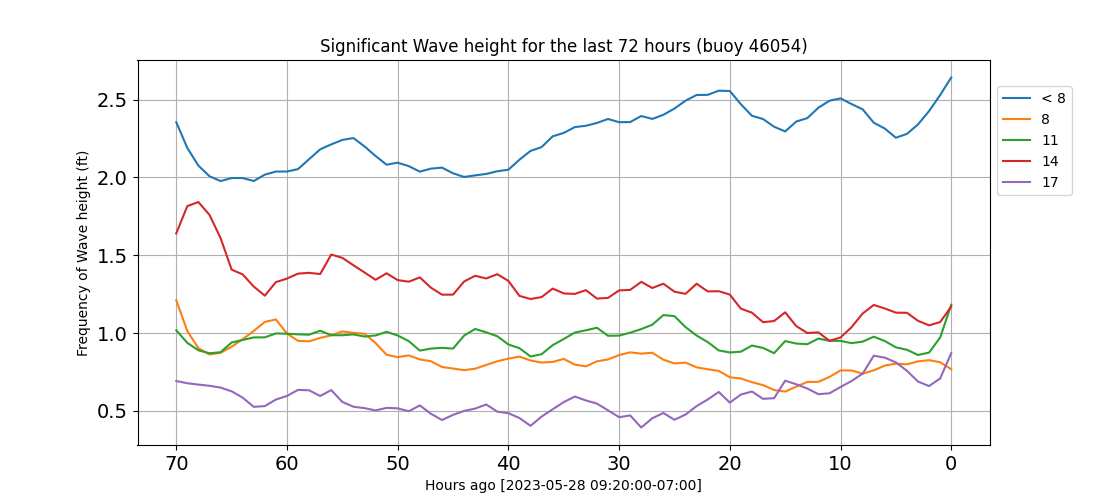 Significant Wave height for the last 72 hours (buoy 46054)
Frequency of Wave height (ft)
2.5
2.0
1.5
1.0
0.5
70 60 50 40 30 20 10 0
Hours ago [2023-05-28 09:20:00-07:00]
< 8
8
11
14
17